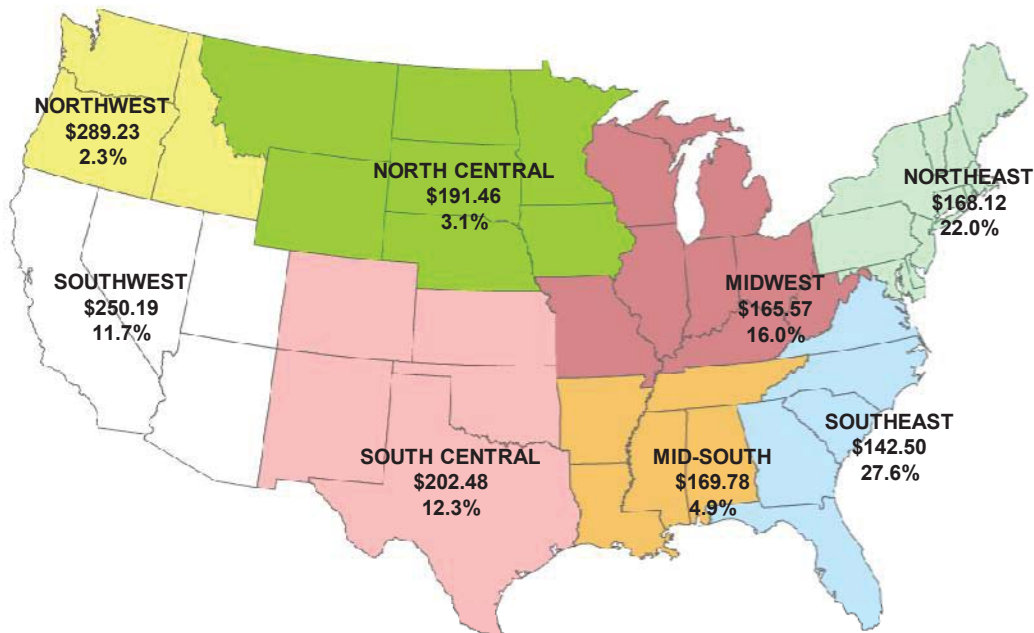 NORTHWEST
$289.23
2.3%
NORTH CENTRAL
$191.46
3.1%
NORTHEAST
$168.12
22.0%
SOUTHWEST
$250.19
11.7%
MIDWEST
$165.57
16.0%
SOUTH CENTRAL
$202.48
12.3%
MID-SOUTH
$169.78
4.9%
SOUTHEAST
$142.50
27.6%